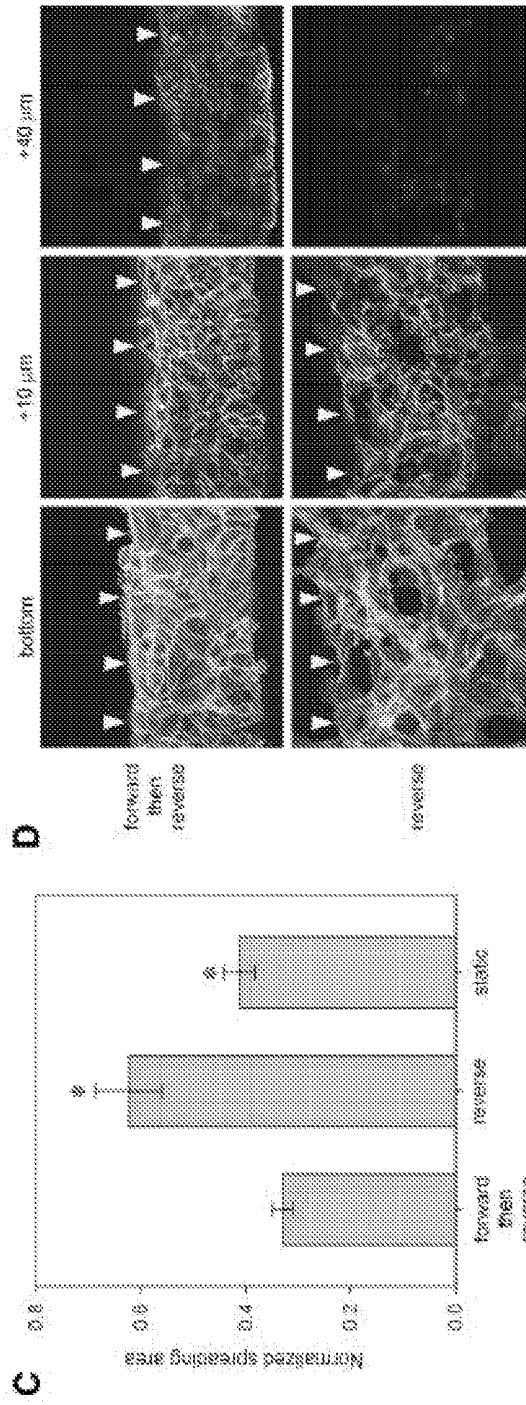 C
Normalized spreading area
0.8
0.6
0.4
0.2
0.0
*
*
forward
then
reverse
reverse
static
D
bottom
+10 μm
+40 μm
forward
then
reverse
reverse